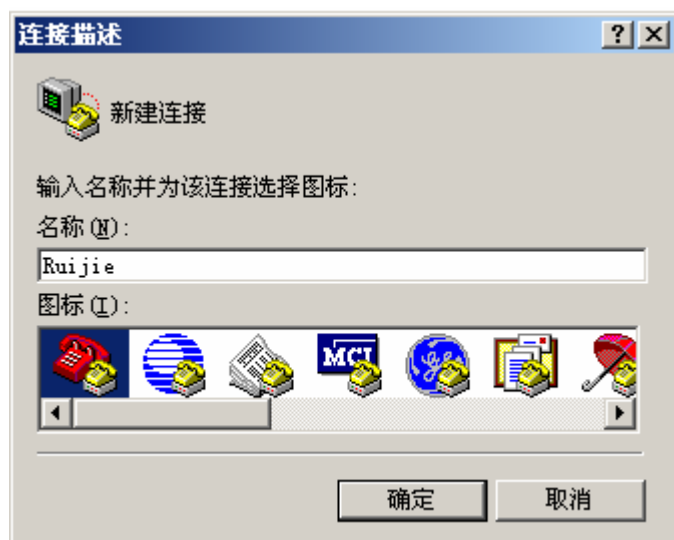 连接描述
新建连接
输入名称并为该连接选择图标:
名称(N):
Ruijie
图标(I):
MCI
确定 取消